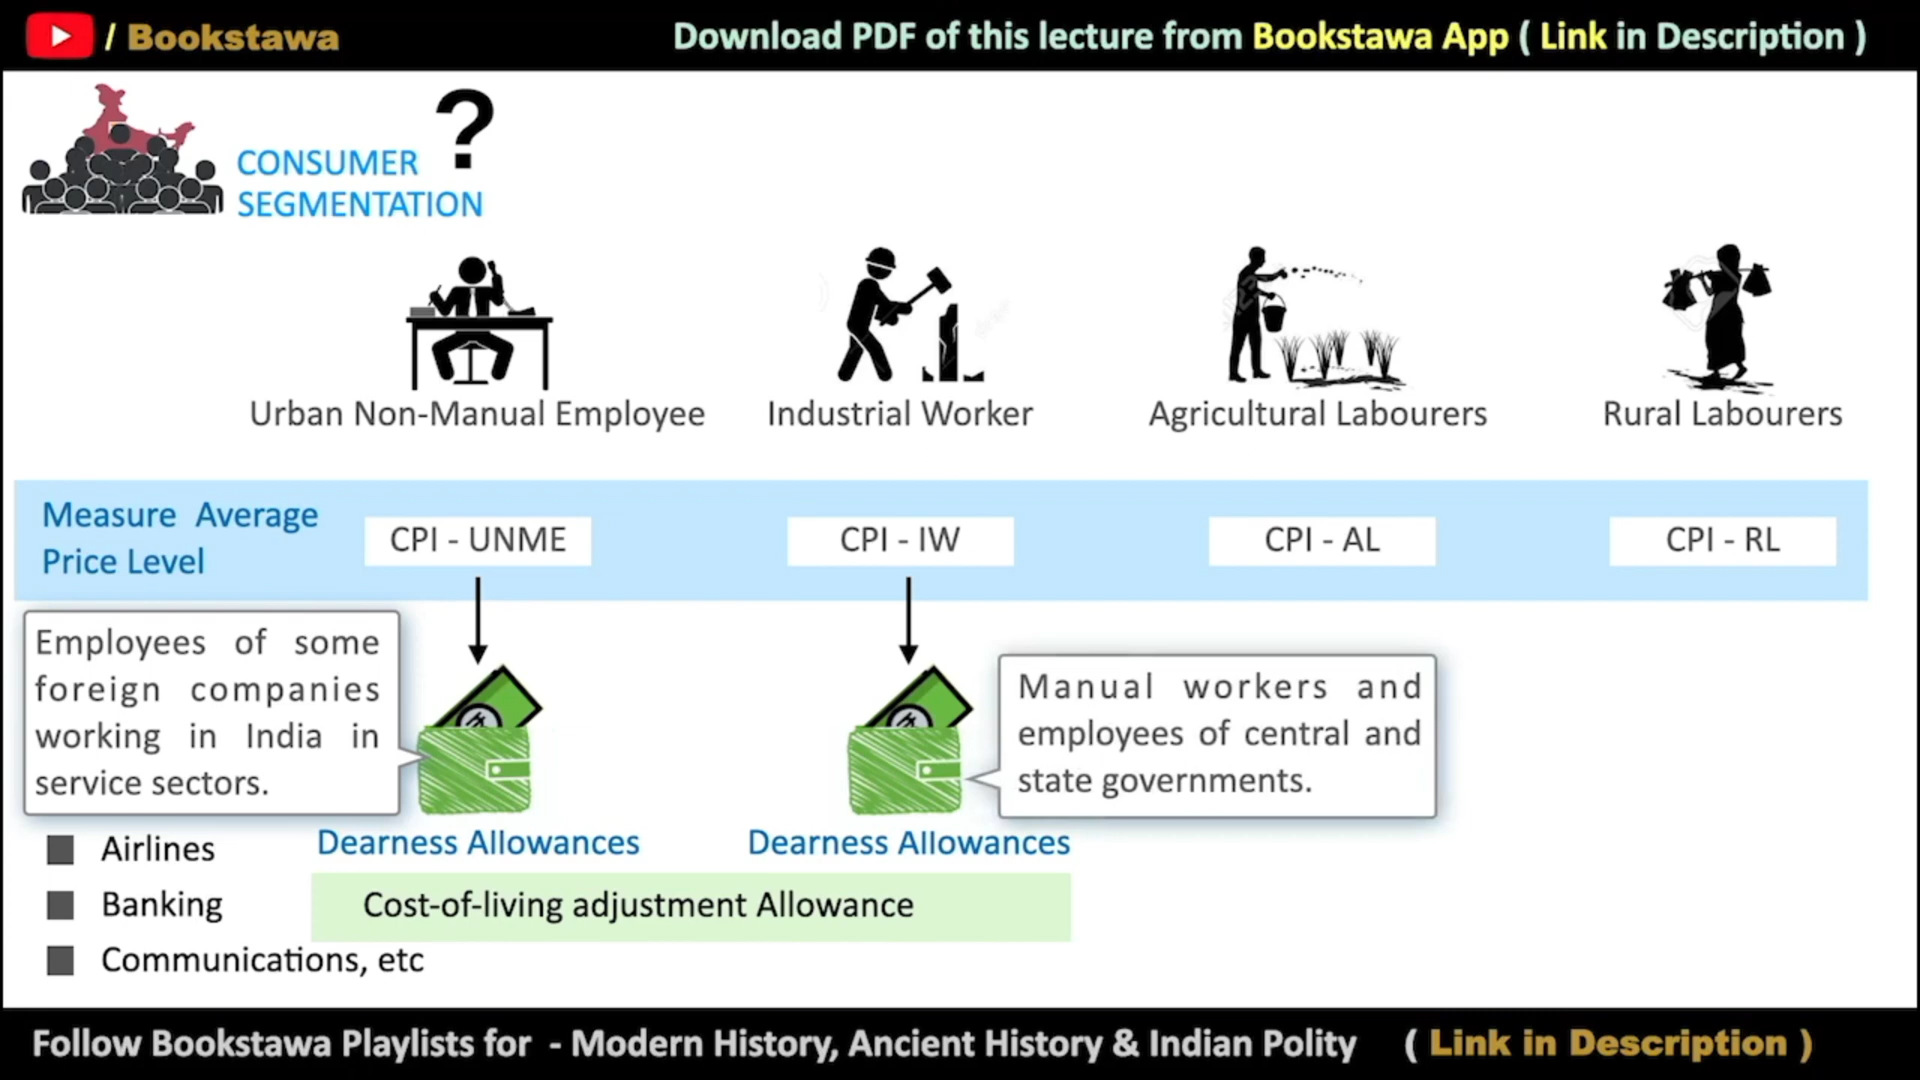 / Bookstawa
Download PDF of this lecture from Bookstawa App ( Link in Description )
?
CONSUMER
SEGMENTATION
Urban Non-Manual Employee
Industrial Worker
Agricultural Labourers
Rural Labourers
Measure Average
Price Level
CPI - UNME
CPI - IW
CPI - AL
CPI - RL
Employees of some
foreign companies
working in India in
service sectors.
Manual workers and
employees of central and
state governments.
Airlines
Banking
Communications, etc
Dearness Allowances
Dearness Allowances
Cost-of-living adjustment Allowance
Follow Bookstawa Playlists for - Modern History, Ancient History & Indian Polity ( Link in Description )